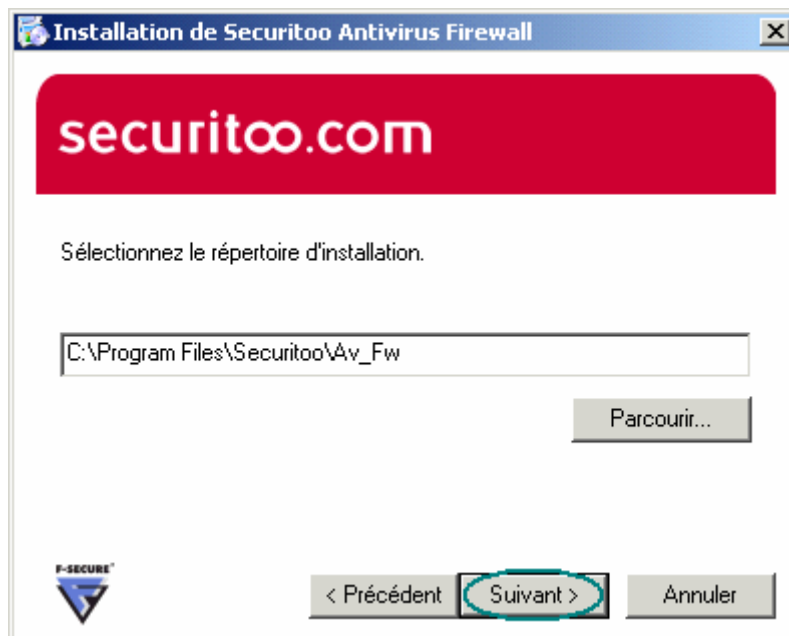 Installation de Securitoo Antivirus Firewall
securitoo.com
Sélectionnez le répertoire d'installation.
C:\Program Files\Securitoo\Av_Fw
Parcourir...
F-SECURE®
< Précédent
Suivant >
Annuler